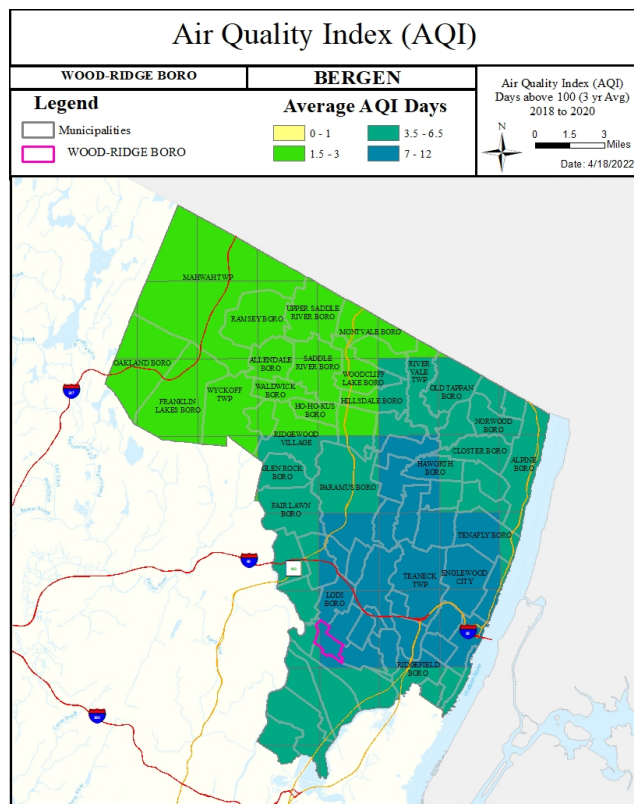 Air Quality Index (AQI)
WOOD-RIDGE BORO
BERGEN
Air Quality Index (AQI)
Days above 100 (3 yr Avg)
2018 to 2020
Legend
Municipalities
WOOD-RIDGE BORO
Average AQI Days
0 - 1
1.5 - 3
3.5 - 6.5
7 - 12
N
0 1.5 3
Miles
Date: 4/18/2022
MAHWAH TWP
UPPER SADDLE
RIVER BORO
RAMSEY BORO
MONTVALE BORO
OAKLAND BORO
ALLENDALE
BORO
SADDLE
RIVER BORO
RIVER
VALE
TWP
WOODCLIFF
LAKE BORO
OLD TAPPAN
BORO
FRANKLIN
LAKES BORO
WYCKOFF
TWP
WALDWICK
BORO
HILLSDALE BORO
HO-HO-KUS
BORO
NORWOOD
BORO
RIDGEWOOD
VILLAGE
CLOSTER BORO
ALPINE
BORO
GLEN ROCK
BORO
HAWORTH
BORO
PARAMUS BORO
FAIR LAWN
BORO
TENAFLY BORO
TEANECK
TWP
ENGLEWOOD
CITY
LODI
BORO
RIDGEFIELD
BORO